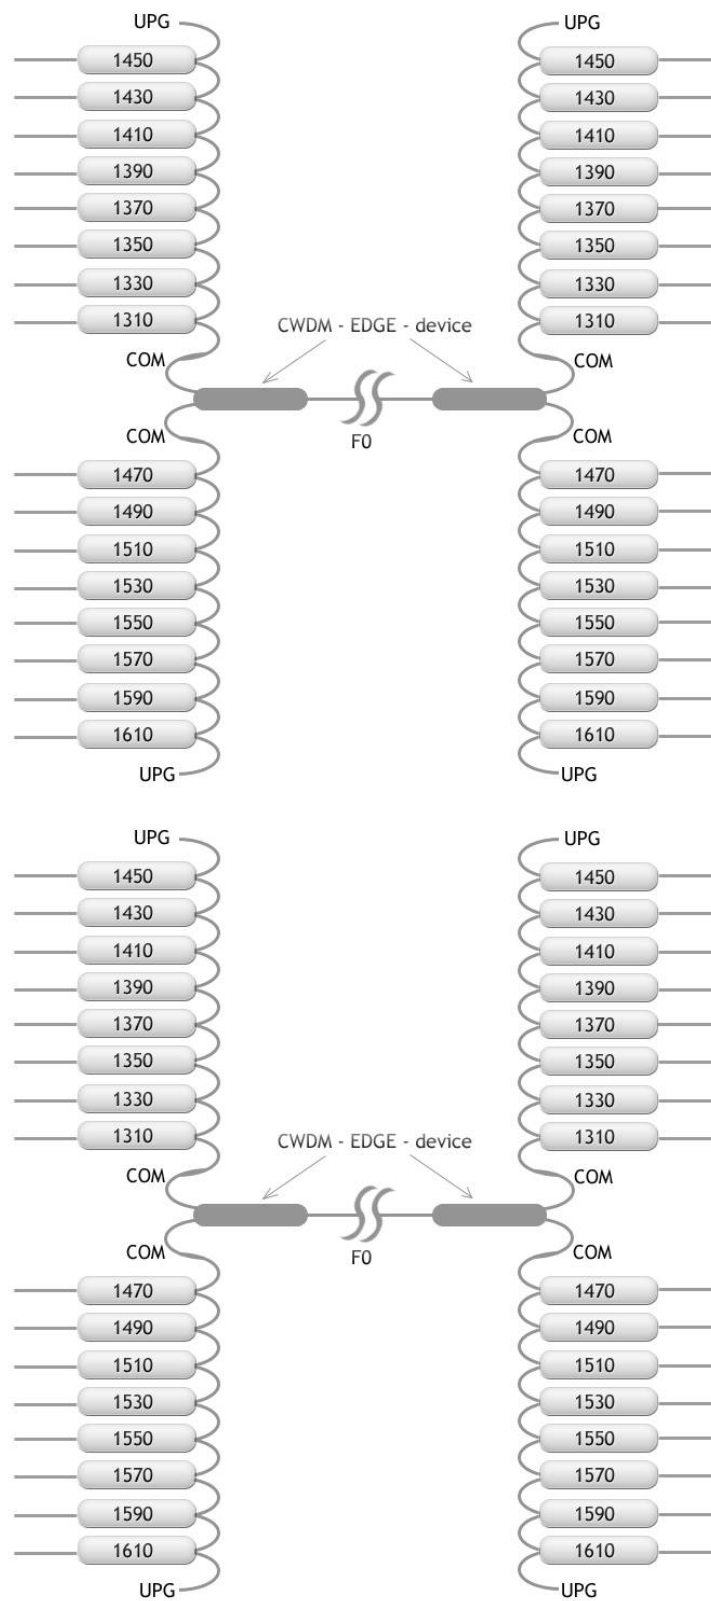 UPG UPG
1450 1450
1430 1430
1410 1410
1390 1390
1370 1370
1350 1350
1330 1330
1310 1310
CWDM - EDGE - device
COM COM
F0
COM COM
1470 1470
1490 1490
1510 1510
1530 1530
1550 1550
1570 1570
1590 1590
1610 1610
UPG UPG
UPG UPG
1450 1450
1430 1430
1410 1410
1390 1390
1370 1370
1350 1350
1330 1330
1310 1310
CWDM - EDGE - device
COM COM
F0
COM COM
1470 1470
1490 1490
1510 1510
1530 1530
1550 1550
1570 1570
1590 1590
1610 1610
UPG UPG